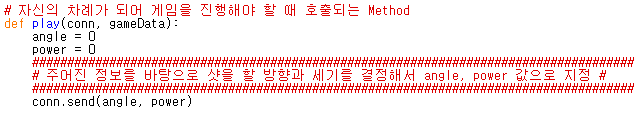 # 자신의 차례가 되며 게임을 진행해야 할 때 호출되는 Method
def play(conn, gameData):
angle = 0
power = 0
##################################################################################
# 주어진 정보를 바탕으로 샷을 할 방향과 세기를 결정해서 angle, power 값으로 지정 #
##################################################################################
conn.send(angle, power)